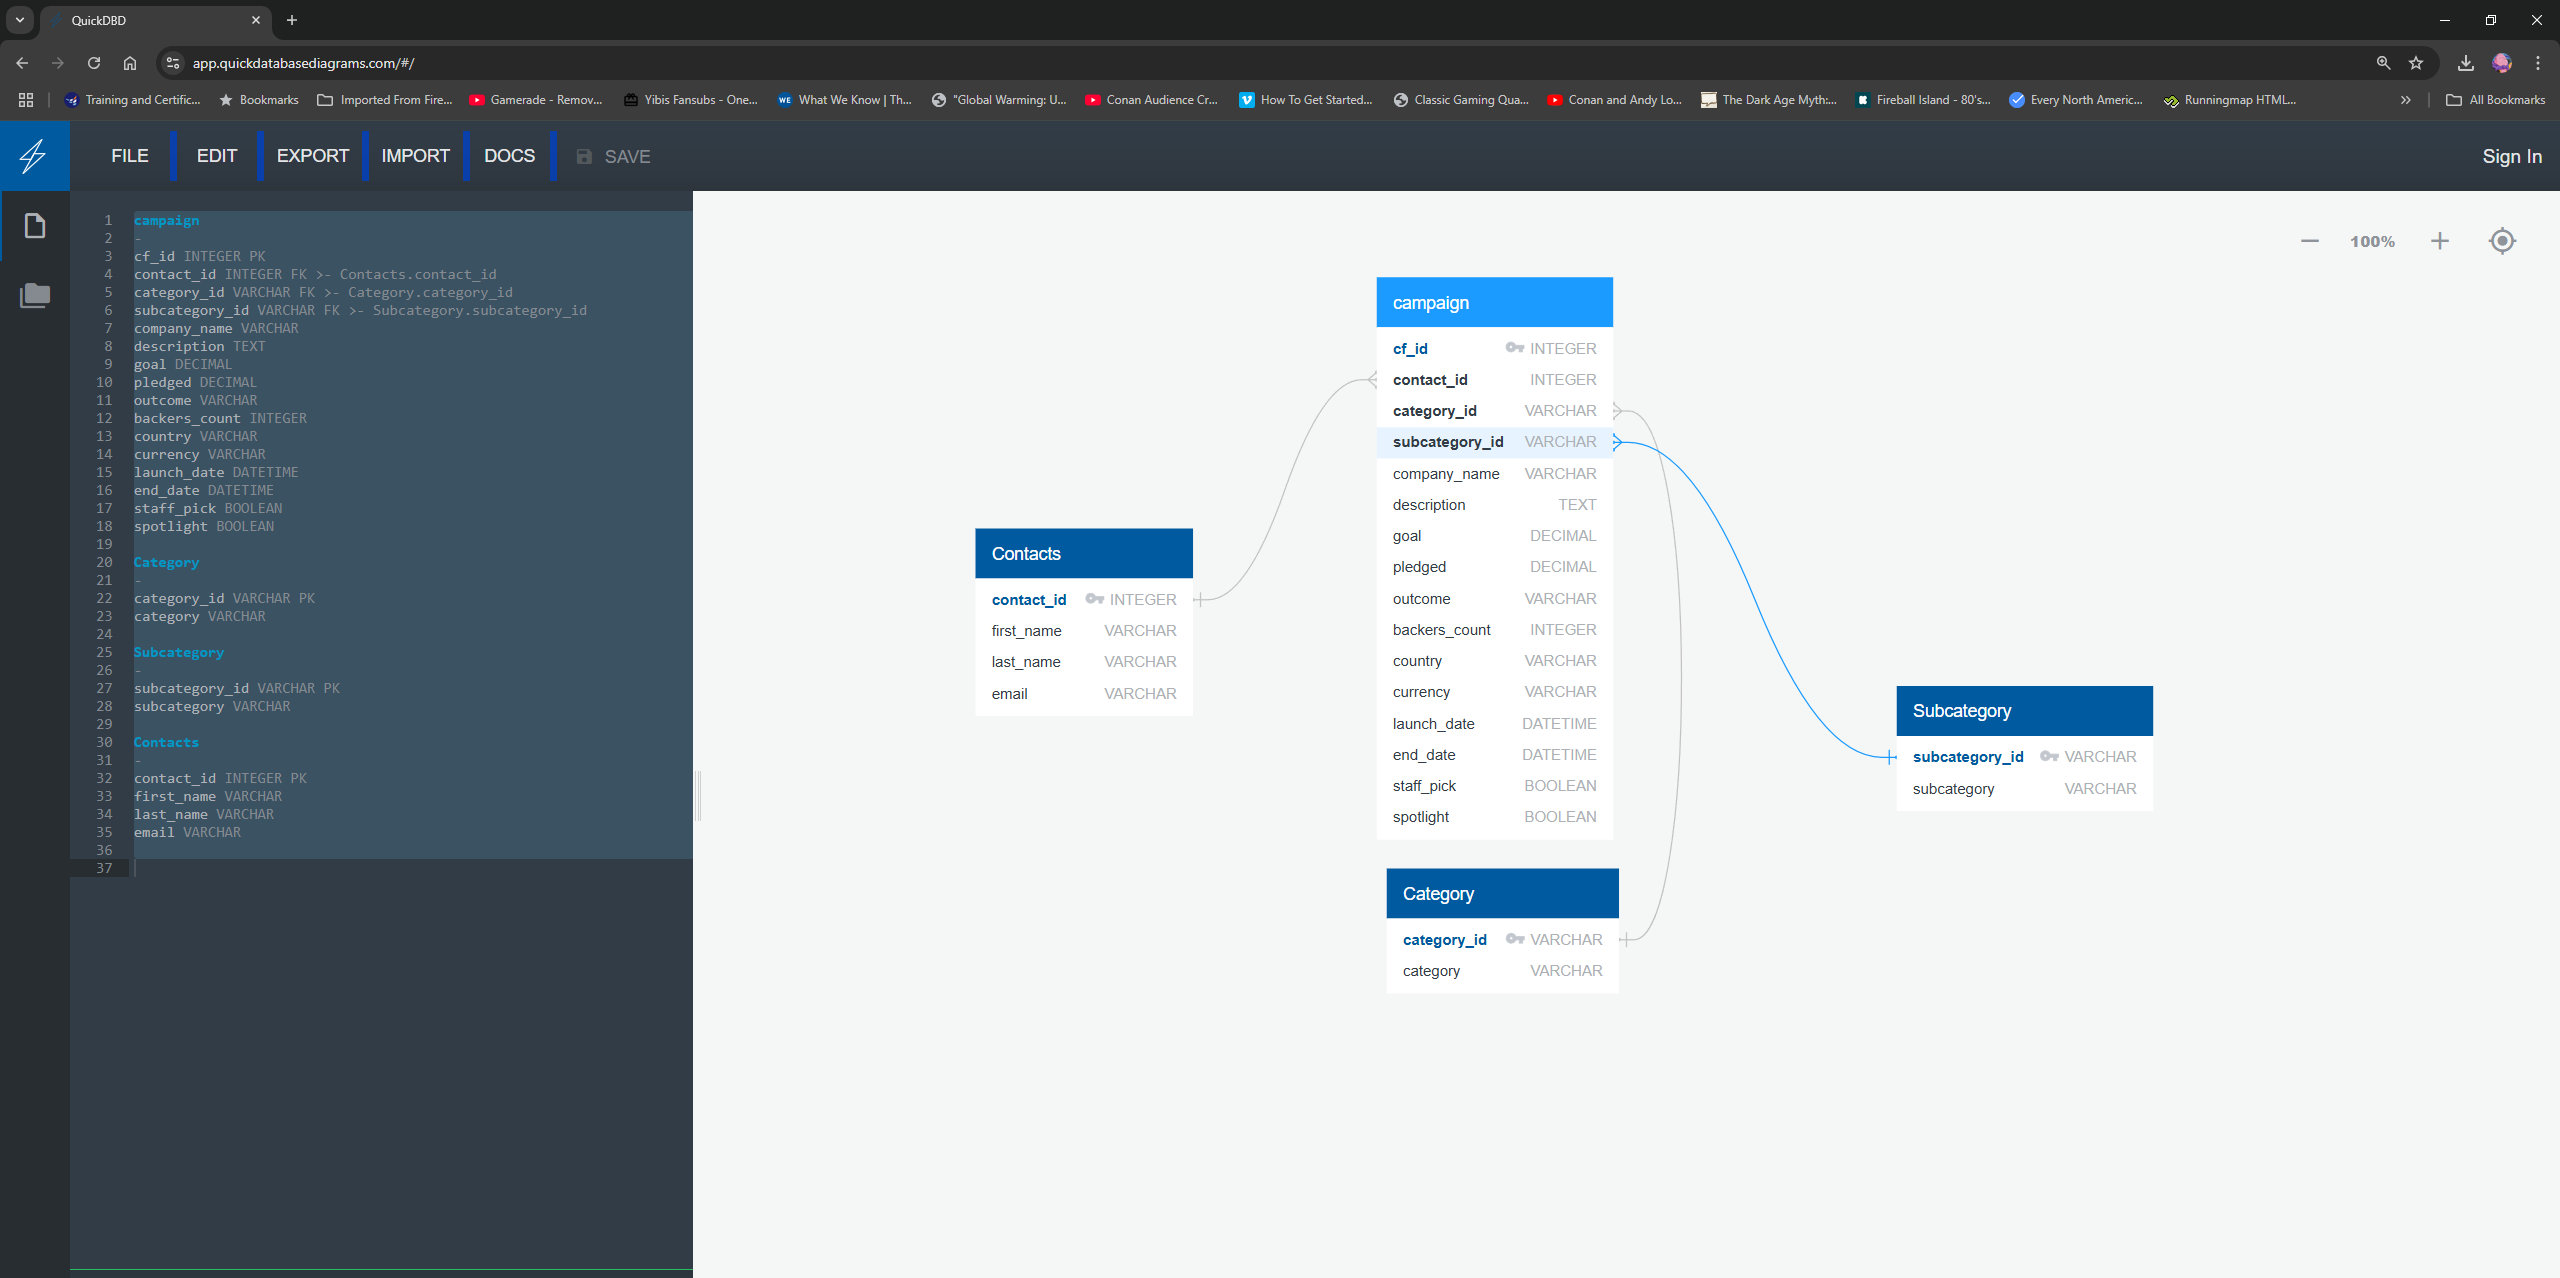 QuickDBD
app.quickdatabasediagrams.com/#/
Training and Certific...
Bookmarks
Imported From Fire...
Gamerade - Remov...
Yibis Fansubs - One...
WE What We Know | Th...
"Global Warming: U...
Conan Audience Cr...
How To Get Started...
Classic Gaming Qua...
Conan and Andy Lo...
The Dark Age Myth:...
Fireball Island - 80's...
Every North Americ...
Runningmap HTML...
All Bookmarks
FILE
EDIT
EXPORT
IMPORT
DOCS
SAVE
Sign In
1 campaign
2 -
3 cf_id INTEGER PK
4 contact_id INTEGER FK >- Contacts.contact_id
5 category_id VARCHAR FK >- Category.category_id
6 subcategory_id VARCHAR FK >- Subcategory.subcategory_id
7 company_name VARCHAR
8 description TEXT
9 goal DECIMAL
10 pledged DECIMAL
11 outcome VARCHAR
12 backers_count INTEGER
13 country VARCHAR
14 currency VARCHAR
15 launch_date DATETIME
16 end_date DATETIME
17 staff_pick BOOLEAN
18 spotlight BOOLEAN
19
20 Category
21 -
22 category_id VARCHAR PK
23 category VARCHAR
24
25 Subcategory
26 -
27 subcategory_id VARCHAR PK
28 subcategory VARCHAR
29
30 Contacts
31 -
32 contact_id INTEGER PK
33 first_name VARCHAR
34 last_name VARCHAR
35 email VARCHAR
36
37
100%
campaign
cf_id INTEGER
contact_id INTEGER
category_id VARCHAR
subcategory_id VARCHAR
company_name VARCHAR
description TEXT
goal DECIMAL
pledged DECIMAL
outcome VARCHAR
backers_count INTEGER
country VARCHAR
currency VARCHAR
launch_date DATETIME
end_date DATETIME
staff_pick BOOLEAN
spotlight BOOLEAN
Contacts
contact_id INTEGER
first_name VARCHAR
last_name VARCHAR
email VARCHAR
Subcategory
subcategory_id VARCHAR
subcategory VARCHAR
Category
category_id VARCHAR
category VARCHAR